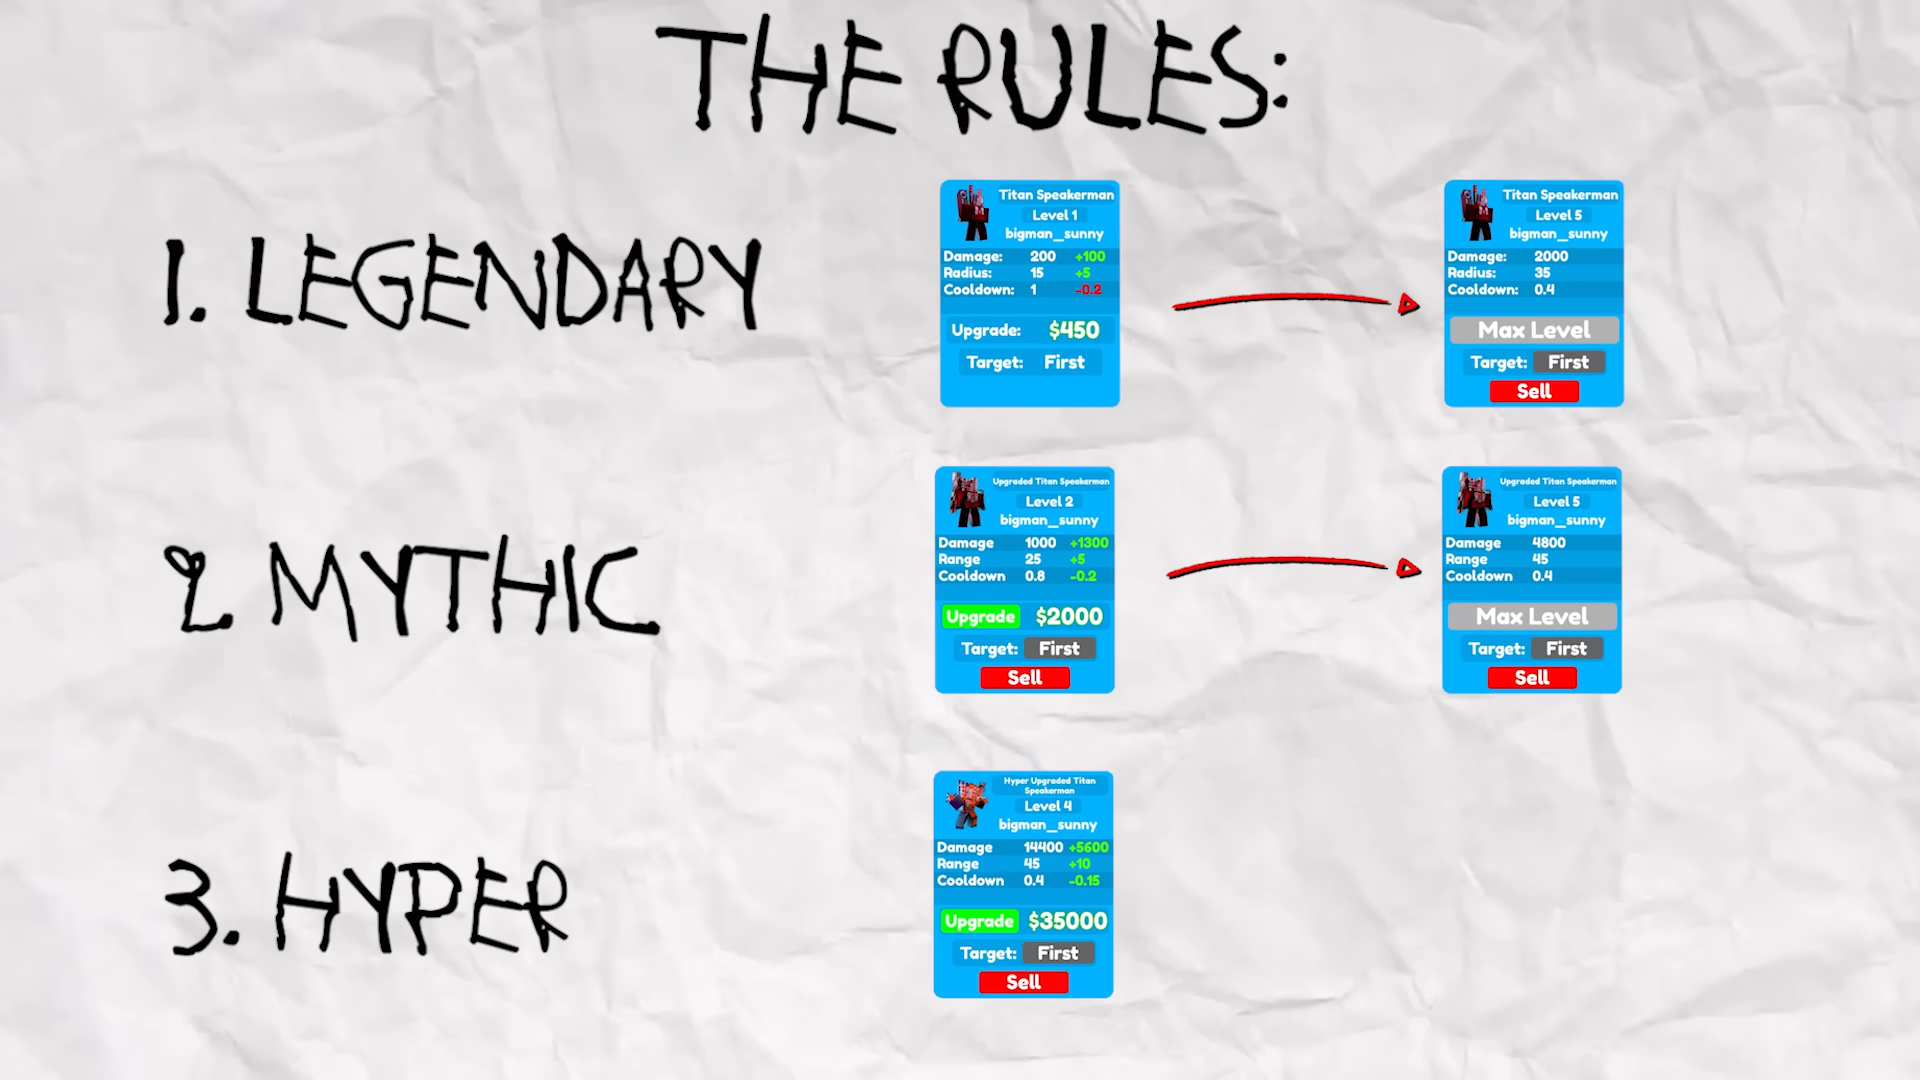 THE RULES:
1. LEGENDARY
Titan Speakerman
Level 1
bigman_sunny
Damage: 200 +100
Radius: 15 +5
Cooldown: 1 -0.2
Upgrade: $450
Target: First
Titan Speakerman
Level 5
bigman_sunny
Damage: 2000
Radius: 35
Cooldown: 0.4
Max Level
Target: First
Sell
2 MYTHIC
Upgraded Titan Speakerman
Level 2
bigman_sunny
Damage 1000 +1300
Range 25 +5
Cooldown 0.8 -0.2
Upgrade $2000
Target: First
Sell
Upgraded Titan Speakerman
Level 5
bigman_sunny
Damage 4800
Range 45
Cooldown 0.4
Max Level
Target: First
Sell
3. HYPER
Hyper Upgraded Titan
Speakerman
Level 4
bigman_sunny
Damage 14400 +5600
Range 45 +10
Cooldown 0.4 -0.15
Upgrade $35000
Target: First
Sell